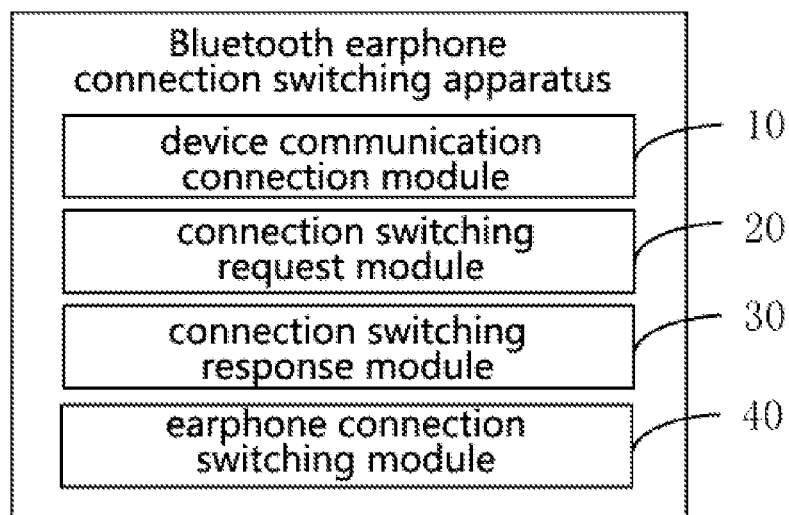 Bluetooth earphone
connection switching apparatus
device communication
connection module
10
connection switching
request module
20
connection switching
response module
30
earphone connection
switching module
40